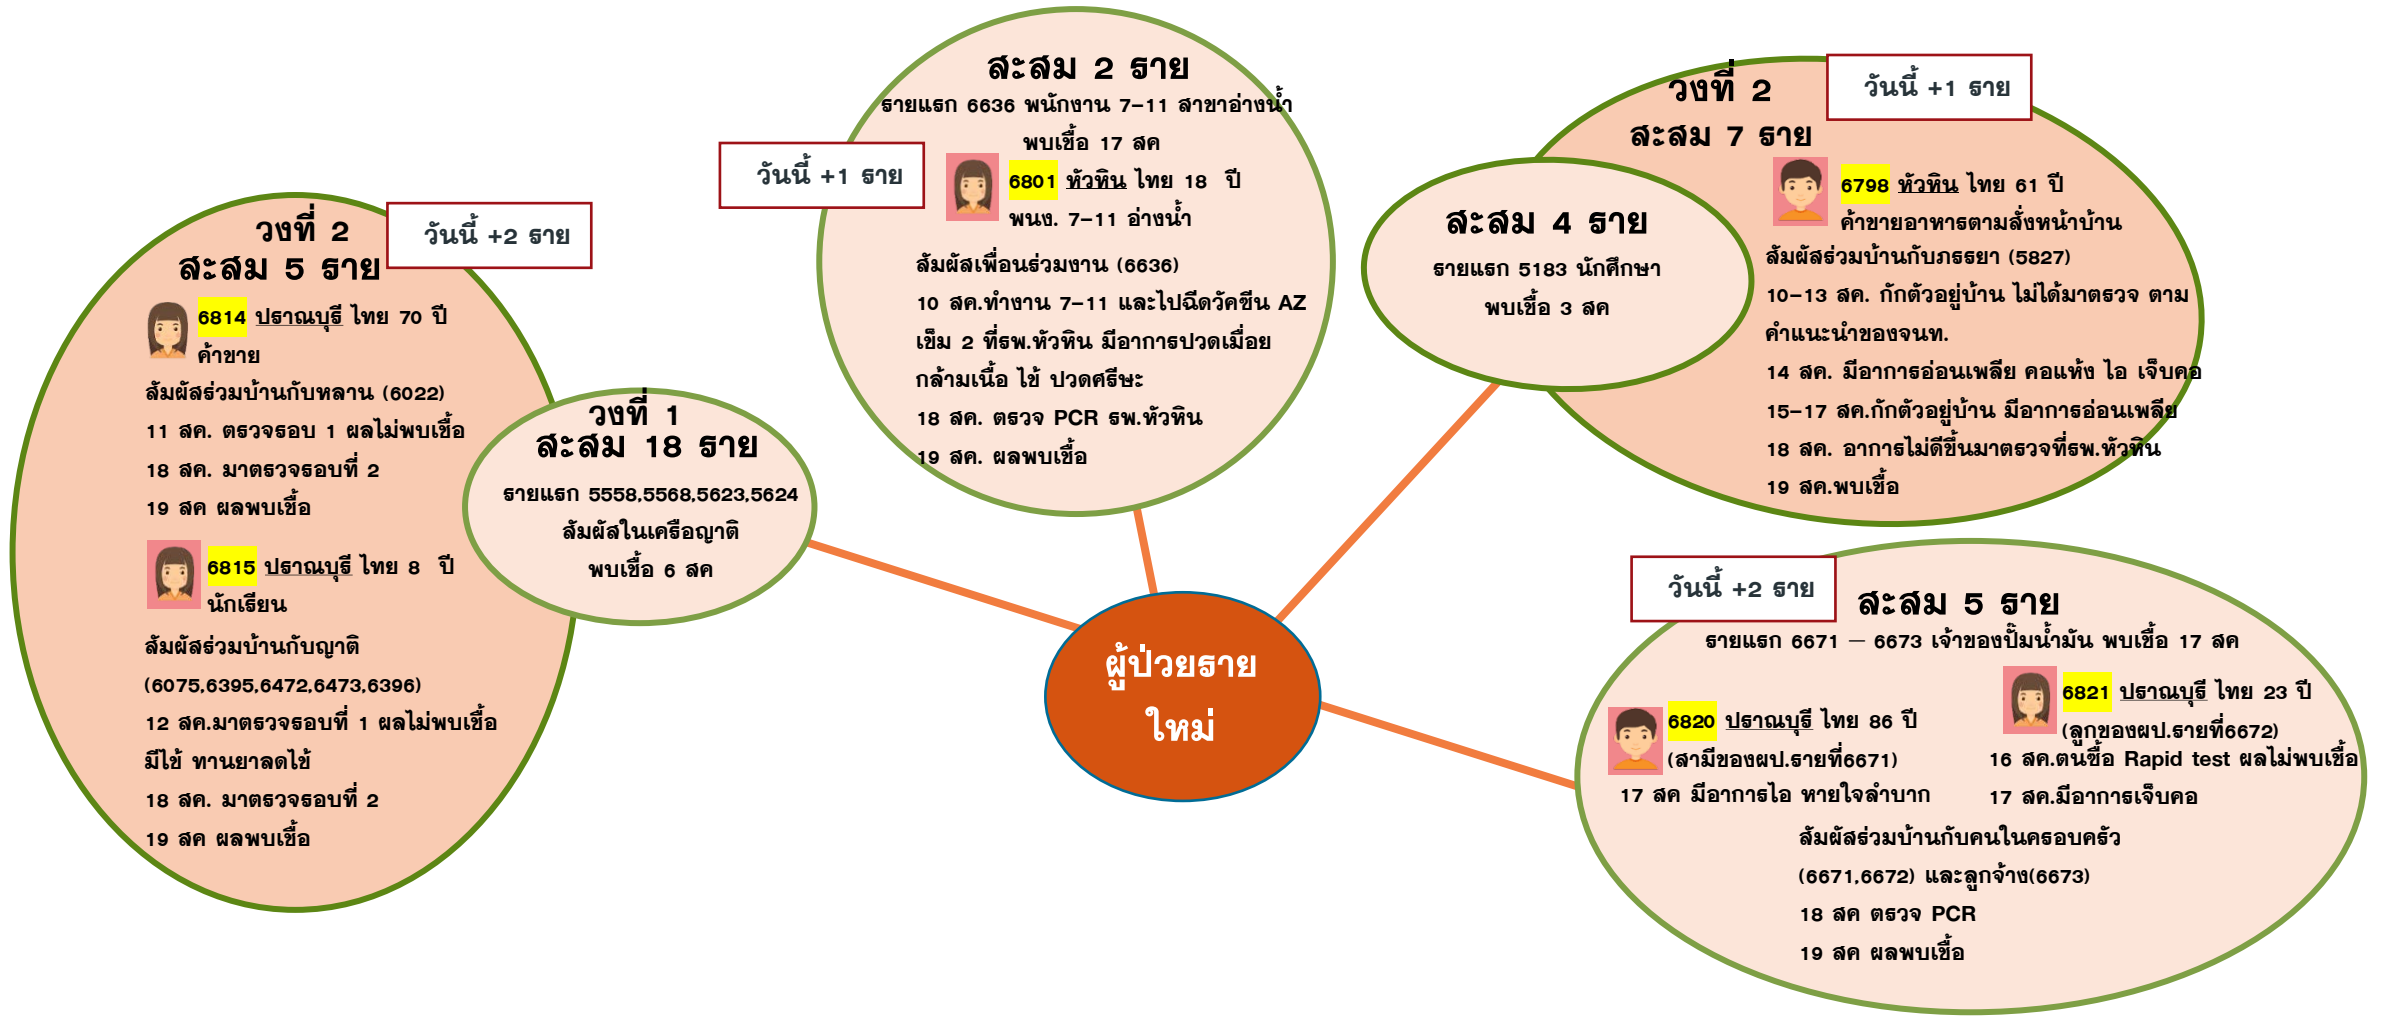 วงที่ 2
สะสม 5 ราย
วันนี้ +2 ราย
6814 ปราณบุรี ไทย 70 ปี
ค้าขาย
สัมผัสร่วมบ้านกับหลาน (6022)
11 สค. ตรวจรอบ 1 ผลไม่พบเชื้อ
18 สค. มาตรวจรอบที่ 2
19 สค ผลพบเชื้อ
6815 ปราณบุรี ไทย 8 ปี
นักเรียน
สัมผัสร่วมบ้านกับญาติ
(6075,6395,6472,6473,6396)
12 สค.มาตรวจรอบที่ 1 ผลไม่พบเชื้อ
มีไข้ ทานยาลดไข้
18 สค. มาตรวจรอบที่ 2
19 สค ผลพบเชื้อ
วงที่ 1
สะสม 18 ราย
รายแรก 5558,5568,5623,5624
สัมผัสในเครือญาติ
พบเชื้อ 6 สค
สะสม 2 ราย
รายแรก 6636 พนักงาน 7-11 สาขาอ่างน้ำ
พบเชื้อ 17 สค
วันนี้ +1 ราย
6801 หัวหิน ไทย 18 ปี
พนง. 7-11 อ่างน้ำ
สัมผัสเพื่อนร่วมงาน (6636)
10 สค.ทำงาน 7-11 และไปฉีดวัคซีน AZ
เข็ม 2 ที่รพ.หัวหิน มีอาการปวดเมื่อย
กล้ามเนื้อ ไข้ ปวดศรีษะ
18 สค. ตรวจ PCR รพ.หัวหิน
19 สค. ผลพบเชื้อ
สะสม 4 ราย
รายแรก 5183 นักศึกษา
พบเชื้อ 3 สค
วงที่ 2
สะสม 7 ราย
วันนี้ +1 ราย
6798 หัวหิน ไทย 61 ปี
ค้าขายอาหารตามสั่งหน้าบ้าน
สัมผัสร่วมบ้านกับภรรยา (5827)
10-13 สค. กักตัวอยู่บ้าน ไม่ได้มาตรวจ ตาม
คำแนะนำของจนท.
14 สค. มีอาการอ่อนเพลีย คอแห้ง ไอ เจ็บคอ
15-17 สค.กักตัวอยู่บ้าน มีอาการอ่อนเพลีย
18 สค. อาการไม่ดีขึ้นมาตรวจที่รพ.หัวหิน
19 สค.พบเชื้อ
ผู้ป่วยราย
ใหม่
วันนี้ +2 ราย
สะสม 5 ราย
รายแรก 6671 – 6673 เจ้าของปั๊มน้ำมัน พบเชื้อ 17 สค
6820 ปราณบุรี ไทย 86 ปี
(สามีของผป.รายที่6671)
17 สค มีอาการไอ หายใจลำบาก
6821 ปราณบุรี ไทย 23 ปี
(ลูกของผป.รายที่6672)
16 สค.ตนซื้อ Rapid test ผลไม่พบเชื้อ
17 สค.มีอาการเจ็บคอ
สัมผัสร่วมบ้านกับคนในครอบครัว
(6671,6672) และลูกจ้าง(6673)
18 สค ตรวจ PCR
19 สค ผลพบเชื้อ